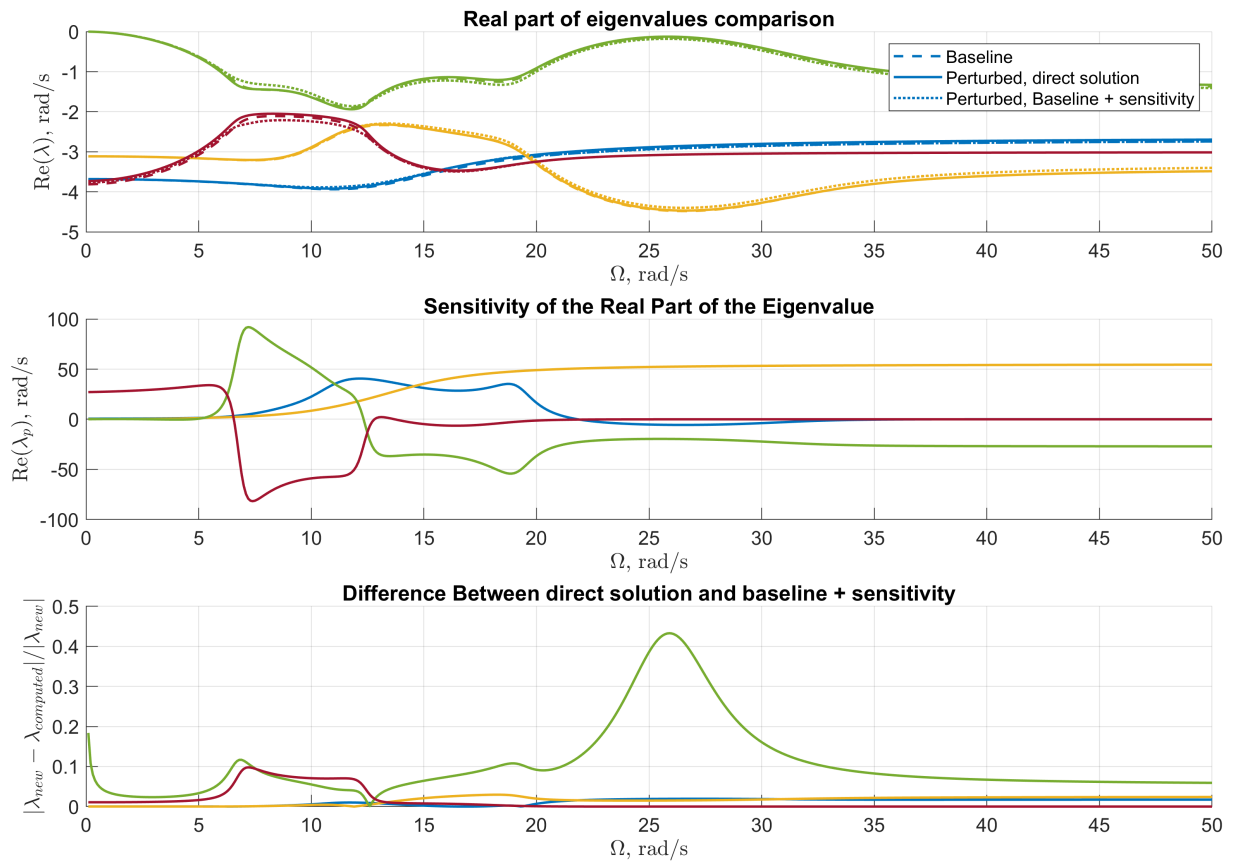 Real part of eigenvalues comparison
0
-1
-2
-3
-4
-5
Re(λ), rad/s
Baseline
Perturbed, direct solution
Perturbed, Baseline + sensitivity
0 5 10 15 20 25 30 35 40 45 50
Ω, rad/s
Sensitivity of the Real Part of the Eigenvalue
100
50
0
-50
-100
Re(λp), rad/s
0 5 10 15 20 25 30 35 40 45 50
Ω, rad/s
Difference Between direct solution and baseline + sensitivity
0.5
0.4
0.3
0.2
0.1
0
|λnew − λcomputed|/|λnew|
0 5 10 15 20 25 30 35 40 45 50
Ω, rad/s